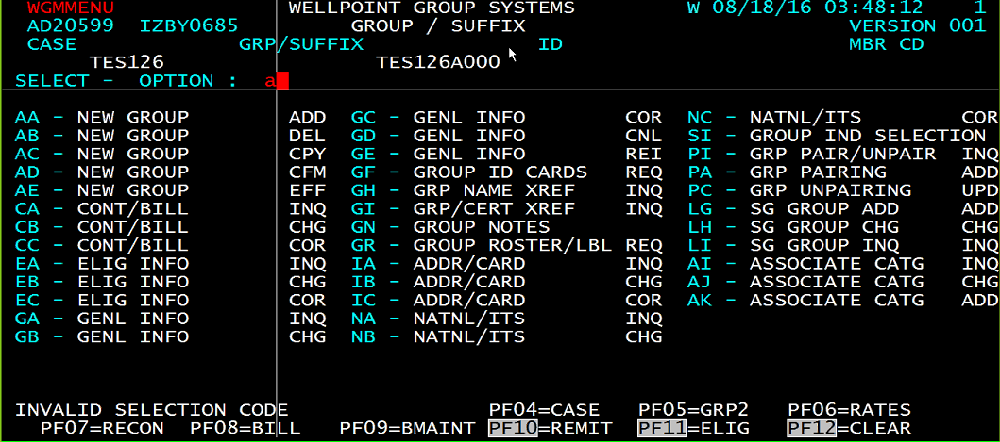 WGMMENU WELLPOINT GROUP SYSTEMS W 08/18/16 03:48:12 1
AD20599 IZBY0685 GROUP / SUFFIX VERSION 001
CASE GRP/SUFFIX ID MBR CD
TES126 TES126A000
SELECT - OPTION : a
AA - NEW GROUP ADD GC - GENL INFO COR NC - NATNL/ITS COR
AB - NEW GROUP DEL GD - GENL INFO CNL SI - GROUP IND SELECTION
AC - NEW GROUP CPY GE - GENL INFO REI PI - GRP PAIR/UNPAIR INQ
AD - NEW GROUP CFM GF - GROUP ID CARDS REQ PA - GRP PAIRING ADD
AE - NEW GROUP EFF GH - GRP NAME XREF INQ PC - GRP UNPAIRING UPD
CA - CONT/BILL INQ GI - GRP/CERT XREF INQ LG - SG GROUP ADD ADD
CB - CONT/BILL CHG GN - GROUP NOTES LH - SG GROUP CHG CHG
CC - CONT/BILL COR GR - GROUP ROSTER/LBL REQ LI - SG GROUP INQ INQ
EA - ELIG INFO INQ IA - ADDR/CARD INQ AI - ASSOCIATE CATG INQ
EB - ELIG INFO CHG IB - ADDR/CARD CHG AJ - ASSOCIATE CATG CHG
EC - ELIG INFO COR IC - ADDR/CARD COR AK - ASSOCIATE CATG ADD
GA - GENL INFO INQ NA - NATNL/ITS INQ
GB - GENL INFO CHG NB - NATNL/ITS CHG
INVALID SELECTION CODE PF04=CASE PF05=GRP2 PF06=RATES
PF07=RECON PF08=BILL PF09=BMAINT PF10=REMIT PF11=ELIG PF12=CLEAR